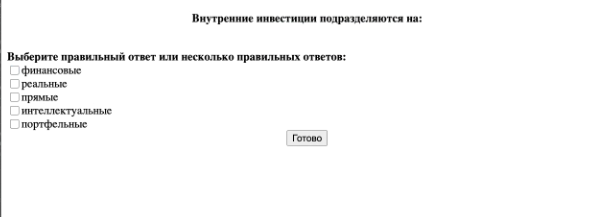 Внутренние инвестиции подразделяются на:
Выберите правильный ответ или несколько правильных ответов:
финансовые
реальные
прямые
интеллектуальные
портфельные
Готово